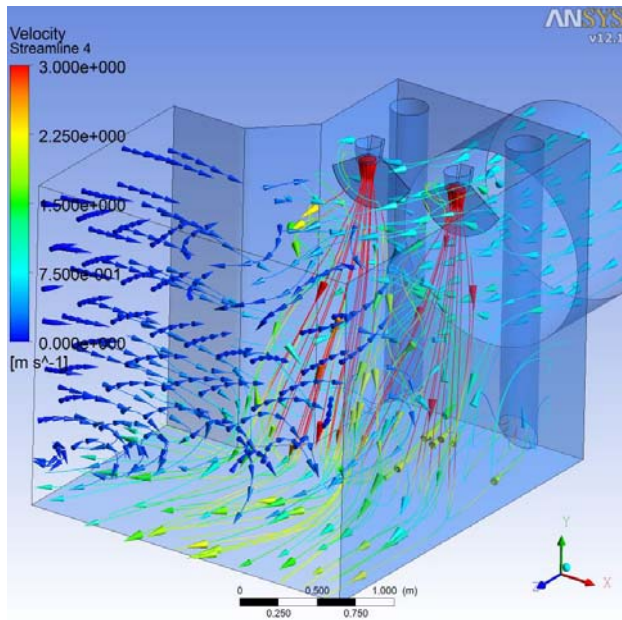 ANSYS
v12.1
Velocity
Streamline 4
3.000e+000
2.250e+000
1.500e+000
7.500e-001
0.000e+000
[m s^-1]
Y
X
Z
0 0.500 1.000 (m)
0.250 0.750